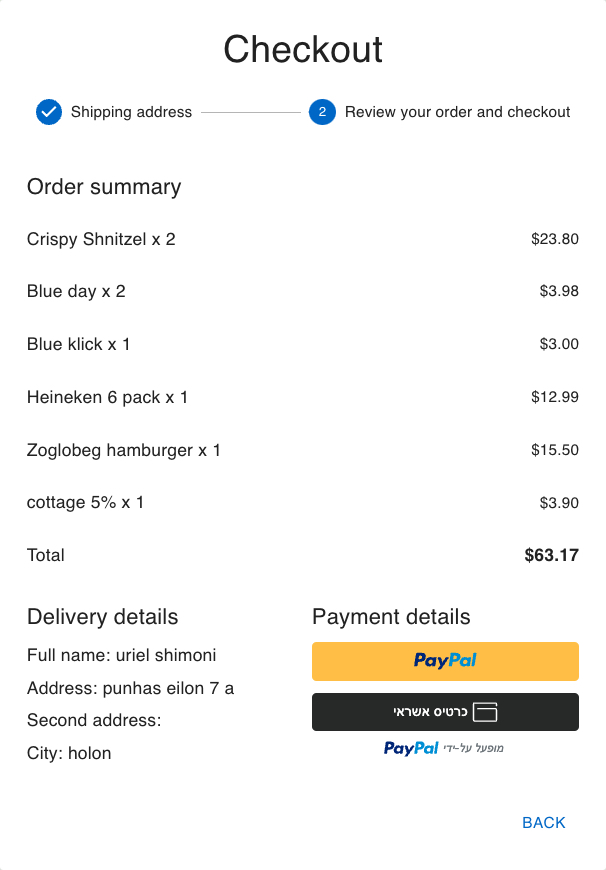 Checkout
Shipping address
2 Review your order and checkout
Order summary
Crispy Shnitzel x 2 $23.80
Blue day x 2 $3.98
Blue klick x 1 $3.00
Heineken 6 pack x 1 $12.99
Zoglobeg hamburger x 1 $15.50
cottage 5% x 1 $3.90
Total $63.17
Delivery details
Full name: uriel shimoni
Address: punhas eilon 7 a
Second address:
City: holon
Payment details
PayPal
כרטיס אשראי
מופעל על-ידי PayPal
BACK